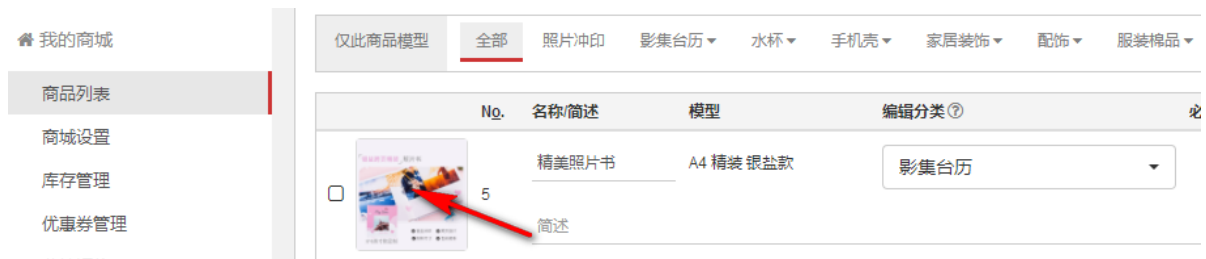 我的商城
商品列表
商城设置
库存管理
优惠券管理
仅此商品模型 全部 照片冲印 影集台历 水杯 手机壳 家居装饰 配饰 服装棉品
No. 名称/简述 模型 编辑分类
5 精美照片书 A4 精装 银盐款 影集台历
简述